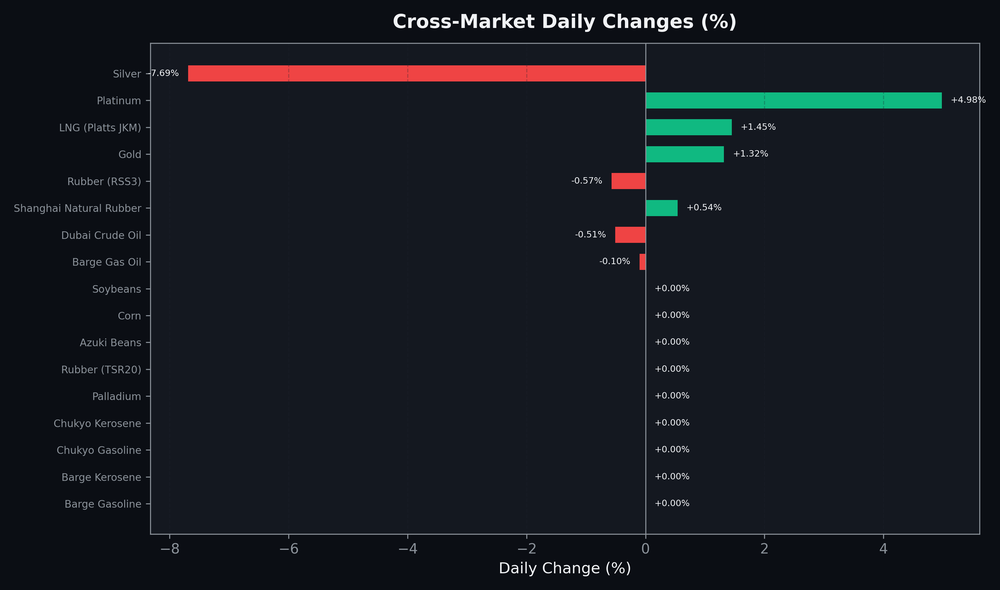 Cross-Market Daily Changes (%)
Silver -7.69%
Platinum +4.98%
LNG (Platts JKM) +1.45%
Gold +1.32%
Rubber (RSS3) -0.57%
Shanghai Natural Rubber +0.54%
Dubai Crude Oil -0.51%
Barge Gas Oil -0.10%
Soybeans +0.00%
Corn +0.00%
Azuki Beans +0.00%
Rubber (TSR20) +0.00%
Palladium +0.00%
Chukyo Kerosene +0.00%
Chukyo Gasoline +0.00%
Barge Kerosene +0.00%
Barge Gasoline +0.00%
−8 −6 −4 −2 0 2 4
Daily Change (%)